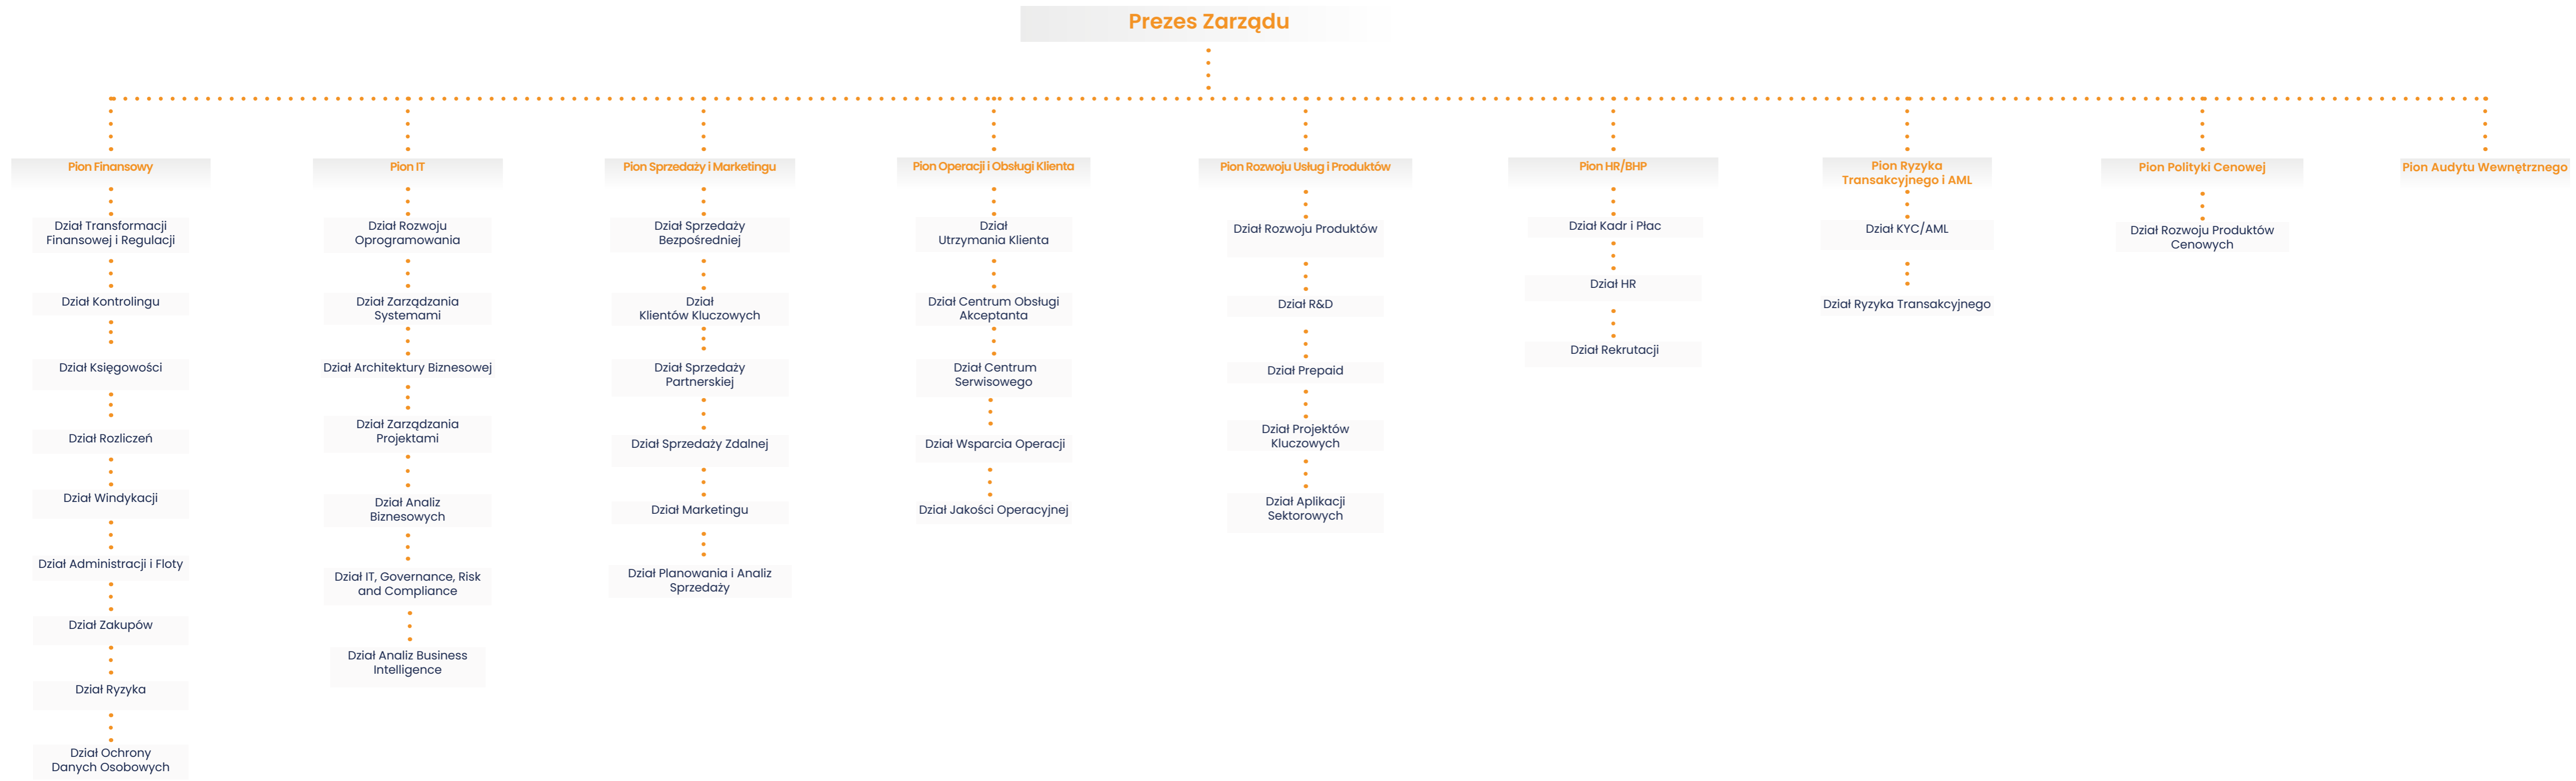 Prezes Zarządu
Pion Finansowy
Dział Transformacji
Finansowej i Regulacji
Dział Kontrolingu
Dział Księgowości
Dział Rozliczeń
Dział Windykacji
Dział Administracji i Floty
Dział Zakupów
Dział Ryzyka
Dział Ochrony
Danych Osobowych
Pion IT
Dział Rozwoju
Oprogramowania
Dział Zarządzania
Systemami
Dział Architektury Biznesowej
Dział Zarządzania
Projektami
Dział Analiz
Biznesowych
Dział IT, Governance, Risk
and Compliance
Dział Analiz Business
Intelligence
Pion Sprzedaży i Marketingu
Dział Sprzedaży
Bezpośredniej
Dział
Klientów Kluczowych
Dział Sprzedaży
Partnerskiej
Dział Sprzedaży Zdalnej
Dział Marketingu
Dział Planowania i Analiz
Sprzedaży
Pion Operacji i Obsługi Klienta
Dział
Utrzymania Klienta
Dział Centrum Obsługi
Akceptanta
Dział Centrum
Serwisowego
Dział Wsparcia Operacji
Dział Jakości Operacyjnej
Pion Rozwoju Usług i Produktów
Dział Rozwoju Produktów
Dział R&D
Dział Prepaid
Dział Projektów
Kluczowych
Dział Aplikacji
Sektorowych
Pion HR/BHP
Dział Kadr i Płac
Dział HR
Dział Rekrutacji
Pion Ryzyka
Transakcyjnego i AML
Dział KYC/AML
Dział Ryzyka Transakcyjnego
Pion Polityki Cenowej
Dział Rozwoju Produktów
Cenowych
Pion Audytu Wewnętrznego